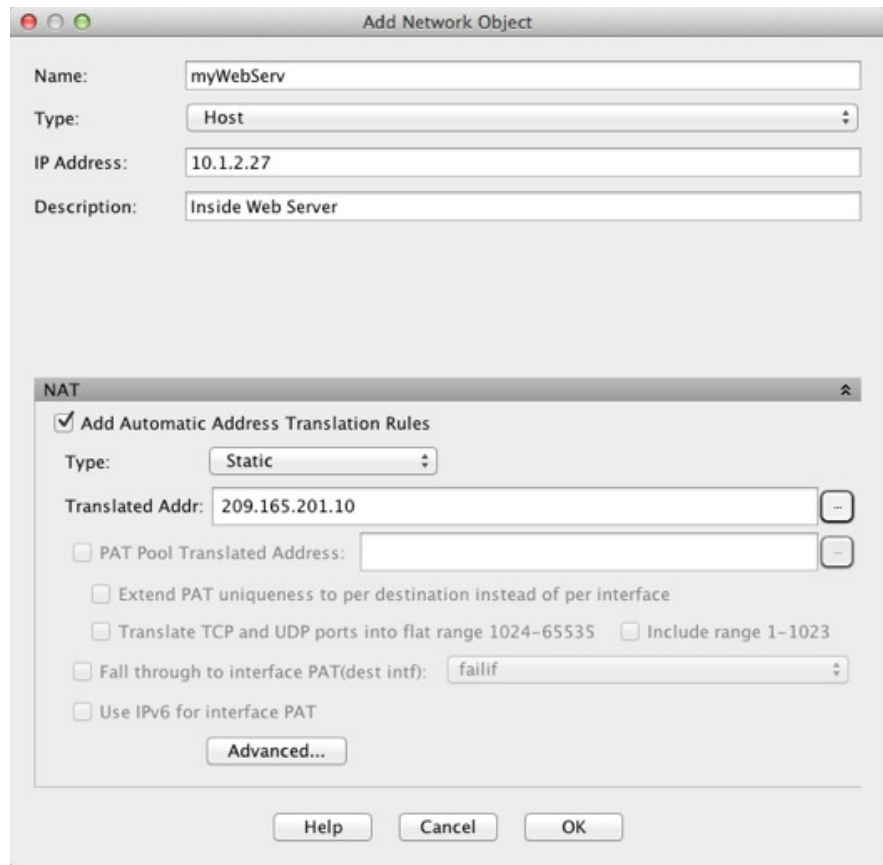 Add Network Object
Name: myWebServ
Type: Host
IP Address: 10.1.2.27
Description: Inside Web Server
NAT
Add Automatic Address Translation Rules
Type: Static
Translated Addr: 209.165.201.10 ...
PAT Pool Translated Address: ...
Extend PAT uniqueness to per destination instead of per interface
Translate TCP and UDP ports into flat range 1024-65535 Include range 1-1023
Fall through to interface PAT(dest intf): failif
Use IPv6 for interface PAT
Advanced...
Help Cancel OK